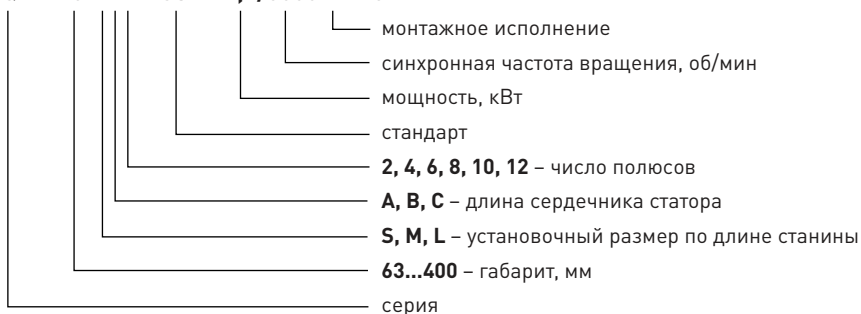 монтажное исполнение
синхронная частота вращения, об/мин
мощность, кВт
стандарт
2, 4, 6, 8, 10, 12 – число полюсов
A, B, C – длина сердечника статора
S, M, L – установочный размер по длине станины
63...400 – габарит, мм
серия